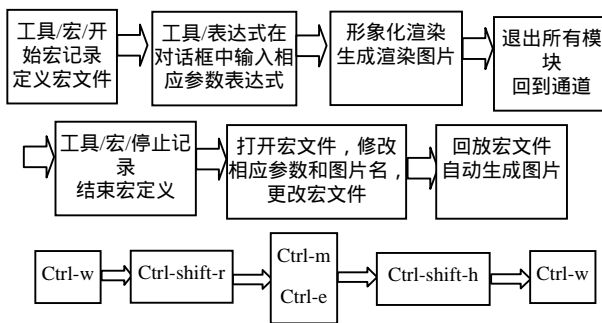 工具/宏/开
始宏记录
定义宏文件
工具/表达式在
对话框中输入相
应参数表达式
形象化渲染
生成渲染图片
退出所有模
块
回到通道
工具/宏/停止记
录
结束宏定义
打开宏文件，修改
相应参数和图片名，
更改宏文件
回放宏文件
自动生成图片
Ctrl-w
Ctrl-shift-r
Ctrl-m
Ctrl-e
Ctrl-shift-h
Ctrl-w